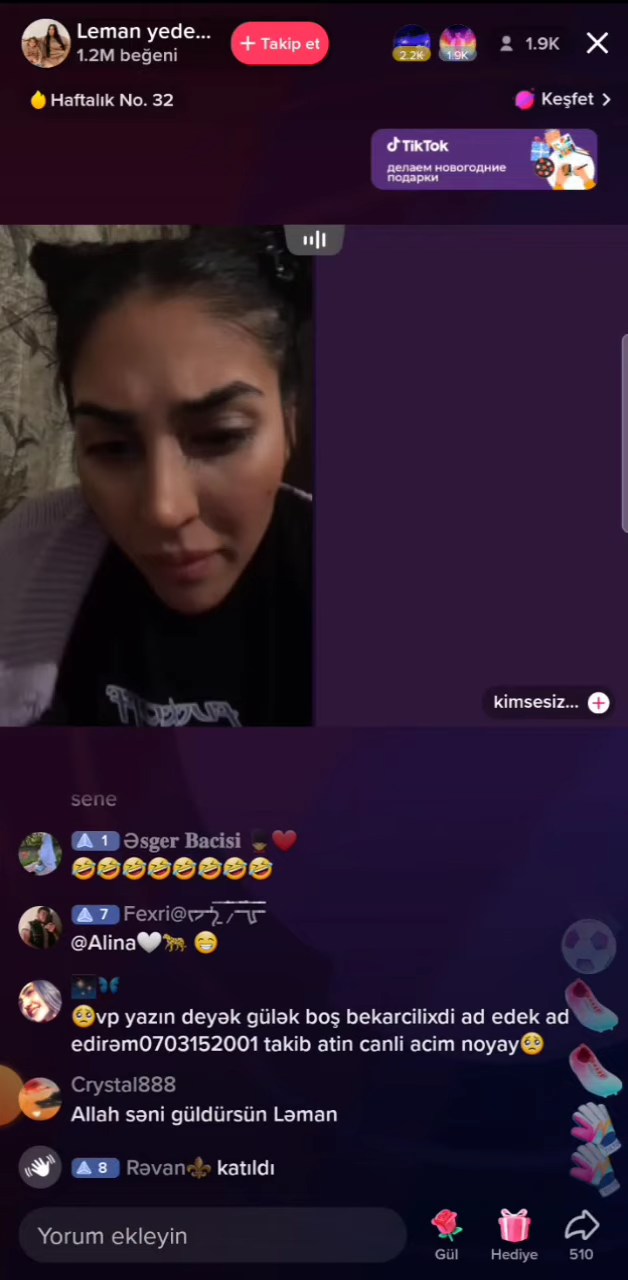 Leman yede...
1.2M beğeni
+ Takip et
2.2K
1.9K
1.9K
Haftalık No. 32
Keşfet
TikTok
делаем новогодние
подарки
kimsesiz...
sene
1 Əsger Bacisi
7 Fexri@
@Alina
vp yazın deyək gülək boş bekarcilixdi ad edek ad
edirəm0703152001 takib atin canli acim noyay
Crystal888
Allah səni güldürsün Ləman
8 Rəvan katıldı
Yorum ekleyin
Gül
Hediye
510